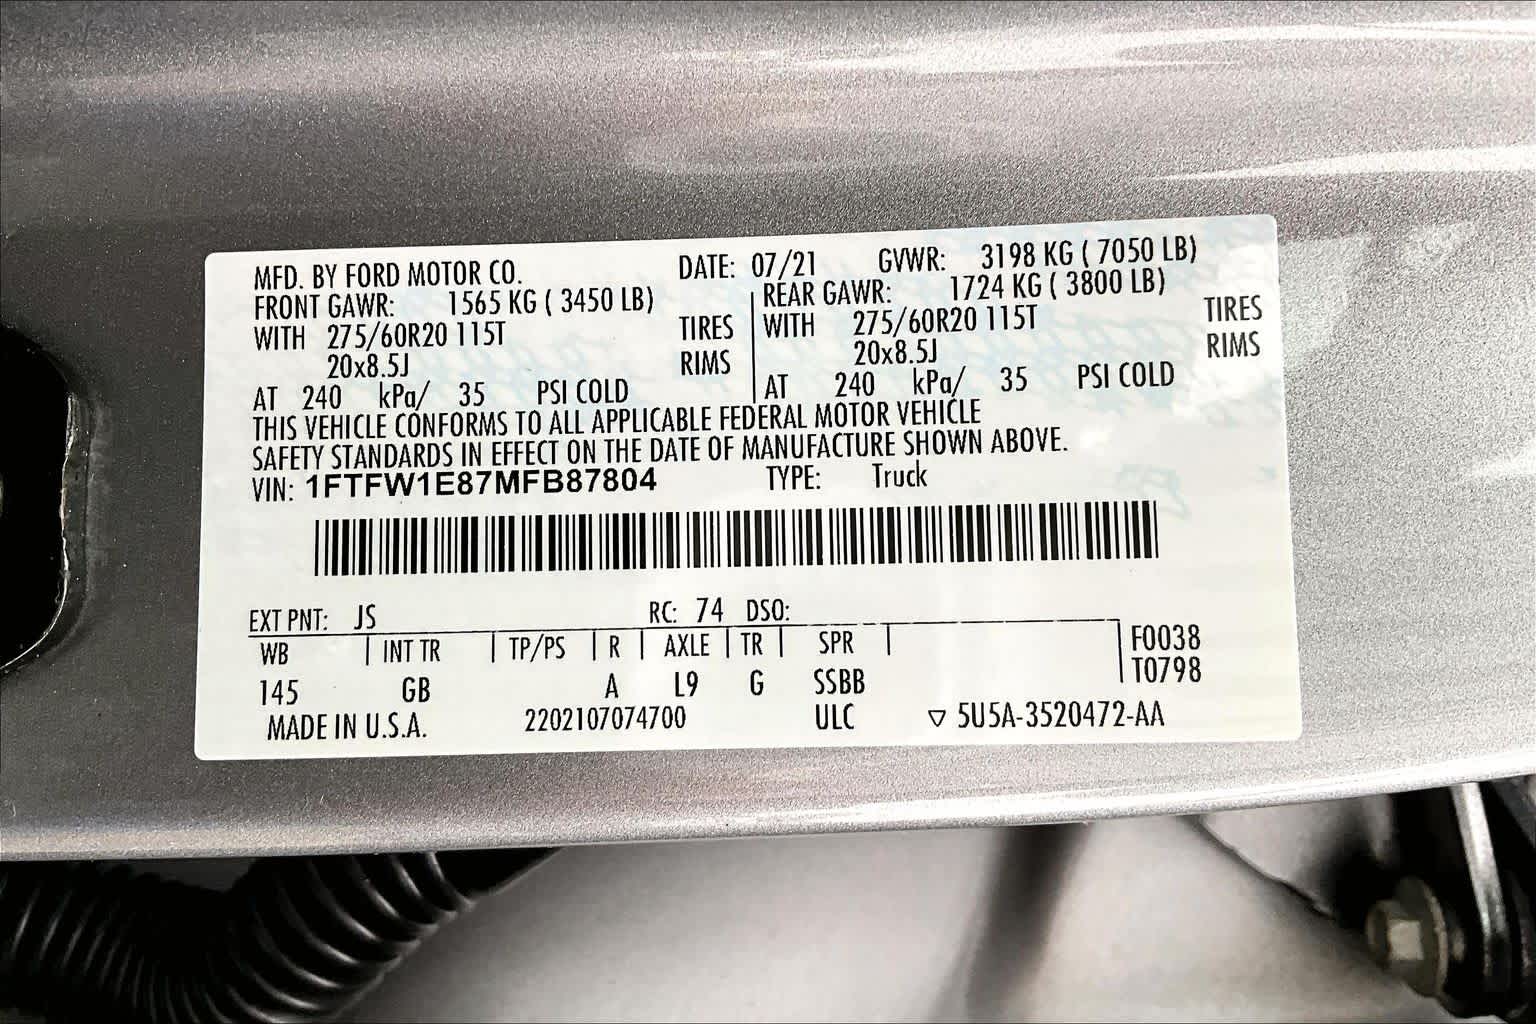 MFD. BY FORD MOTOR CO. DATE: 07/21 GVWR: 3198 KG ( 7050 LB)
FRONT GAWR: 1565 KG ( 3450 LB) REAR GAWR: 1724 KG ( 3800 LB)
WITH 275/60R20 115T TIRES WITH 275/60R20 115T TIRES
20x8.5J RIMS 20x8.5J RIMS
AT 240 kPa/ 35 PSI COLD AT 240 kPa/ 35 PSI COLD
THIS VEHICLE CONFORMS TO ALL APPLICABLE FEDERAL MOTOR VEHICLE
SAFETY STANDARDS IN EFFECT ON THE DATE OF MANUFACTURE SHOWN ABOVE.
VIN: 1FTFW1E87MFB87804 TYPE: Truck
EXT PNT: JS RC: 74 DSO:
WB INT TR TP/PS R AXLE TR SPR F0038
145 GB A L9 G SSBB T0798
MADE IN U.S.A. 2202107074700 ULC ▽ 5U5A-3520472-AA